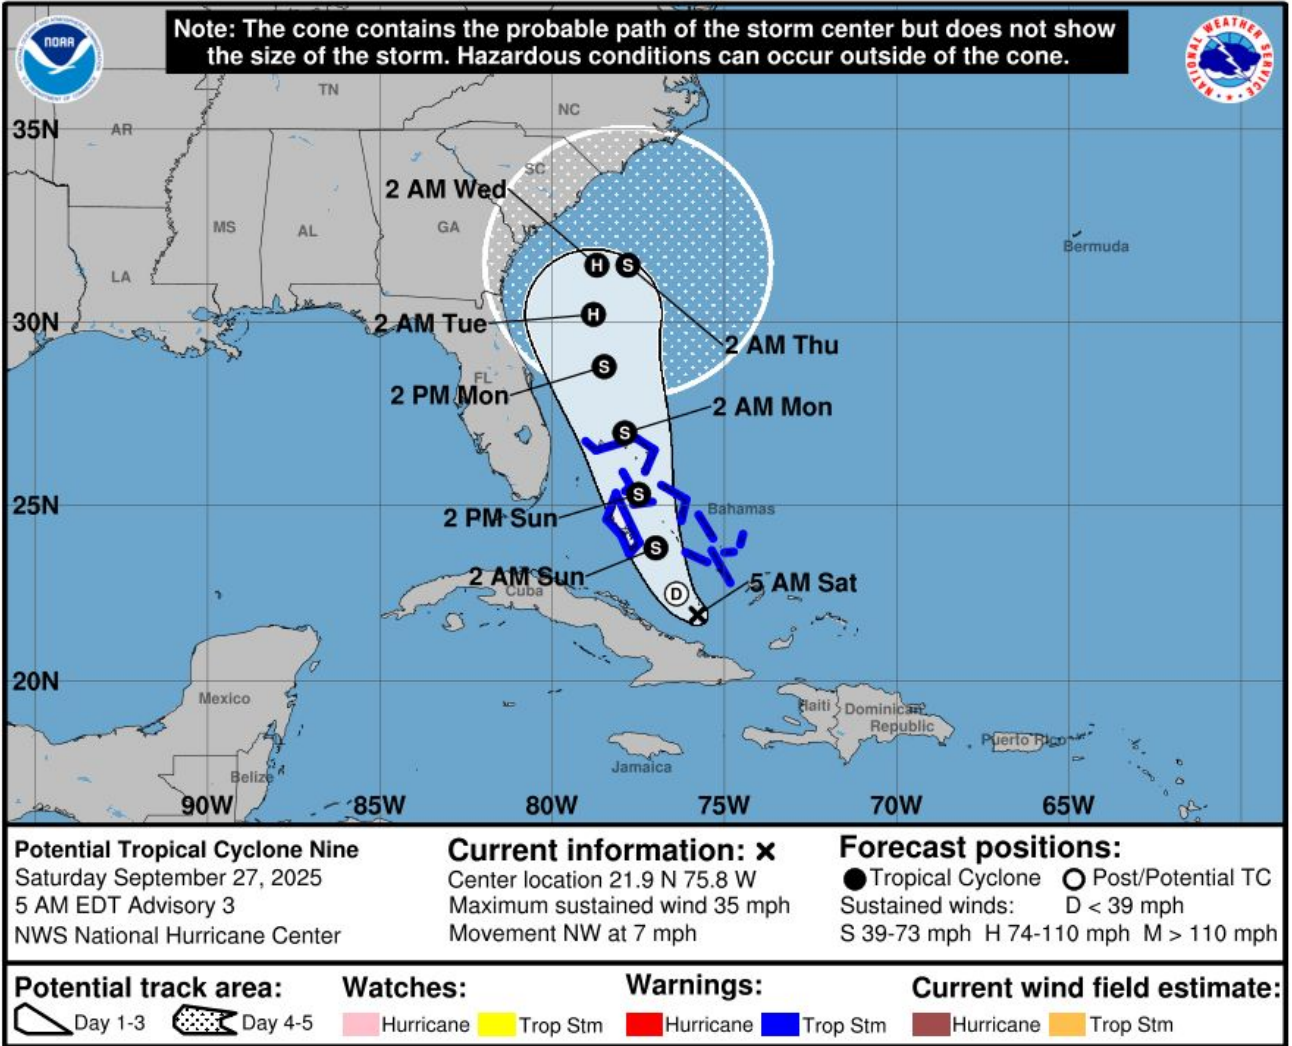 Note: The cone contains the probable path of the storm center but does not show
the size of the storm. Hazardous conditions can occur outside of the cone.
NOAA
NATIONAL WEATHER SERVICE
TN
NC
AR
35N
SC
2 AM Wed
MS
AL
GA
Bermuda
LA
H
S
H
30N
2 AM Tue
2 AM Thu
S
FL
2 PM Mon
2 AM Mon
S
S
25N
Bahamas
2 PM Sun
S
2 AM Sun
5 AM Sat
Cuba
D
20N
Mexico
Haiti
Dominican
Republic
Puerto Rico
Jamaica
Belize
90W 85W 80W 75W 70W 65W
Potential Tropical Cyclone Nine
Saturday September 27, 2025
5 AM EDT Advisory 3
NWS National Hurricane Center
Current information: ×
Center location 21.9 N 75.8 W
Maximum sustained wind 35 mph
Movement NW at 7 mph
Forecast positions:
Tropical Cyclone Post/Potential TC
Sustained winds: D < 39 mph
S 39-73 mph H 74-110 mph M > 110 mph
Potential track area:
Day 1-3 Day 4-5
Watches:
Hurricane Trop Stm
Warnings:
Hurricane Trop Stm
Current wind field estimate:
Hurricane Trop Stm